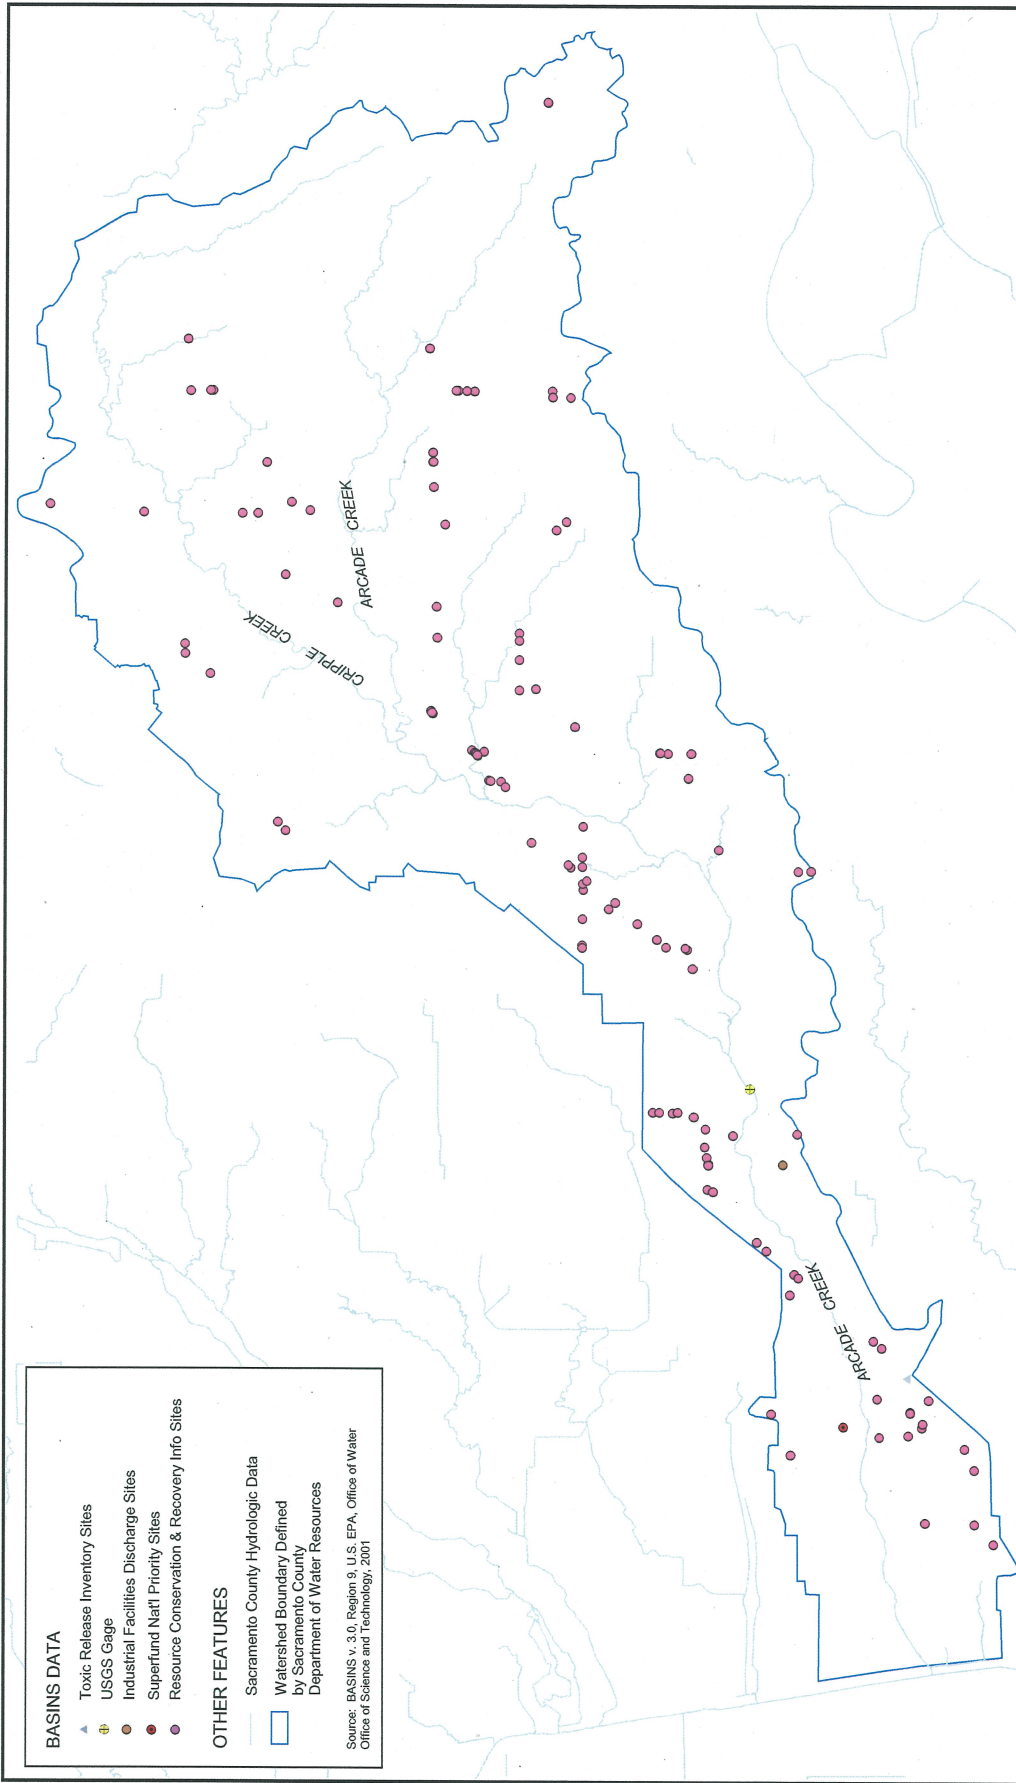 BASINS DATA
Toxic Release Inventory Sites
USGS Gage
Industrial Facilities Discharge Sites
Superfund Nat'l Priority Sites
Resource Conservation & Recovery Info Sites
OTHER FEATURES
Sacramento County Hydrologic Data
Watershed Boundary Defined
by Sacramento County
Department of Water Resources
Source: BASINS v. 3.0, Region 9, U.S. EPA, Office of Water
Office of Science and Technology, 2001
ARCADE CREEK
CRIPPLE CREEK
ARCADE CREEK